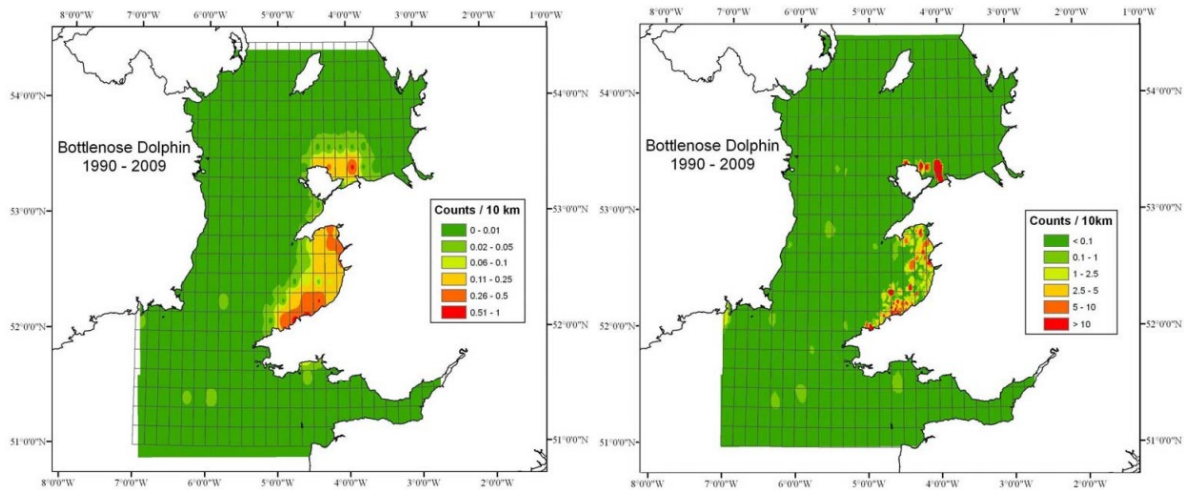 8°0'0"W 7°0'0"W 6°0'0"W 5°0'0"W 4°0'0"W 3°0'0"W 2°0'0"W 1°0'0"W
54°0'0"N 54°0'0"N
Bottlenose Dolphin
1990 - 2009
53°0'0"N 53°0'0"N
Counts / 10 km
0 - 0.01
0.02 - 0.05
0.06 - 0.1
0.11 - 0.25
0.26 - 0.5
0.51 - 1
52°0'0"N 52°0'0"N
51°0'0"N 51°0'0"N
8°0'0"W 7°0'0"W 6°0'0"W 5°0'0"W 4°0'0"W 3°0'0"W 2°0'0"W
8°0'0"W 7°0'0"W 6°0'0"W 5°0'0"W 4°0'0"W 3°0'0"W 2°0'0"W 1°0'0"W
54°0'0"N 54°0'0"N
Bottlenose Dolphin
1990 - 2009
53°0'0"N 53°0'0"N
Counts / 10km
< 0.1
0.1 - 1
1 - 2.5
2.5 - 5
5 - 10
> 10
52°0'0"N 52°0'0"N
51°0'0"N 51°0'0"N
7°0'0"W 6°0'0"W 5°0'0"W 4°0'0"W 3°0'0"W 2°0'0"W